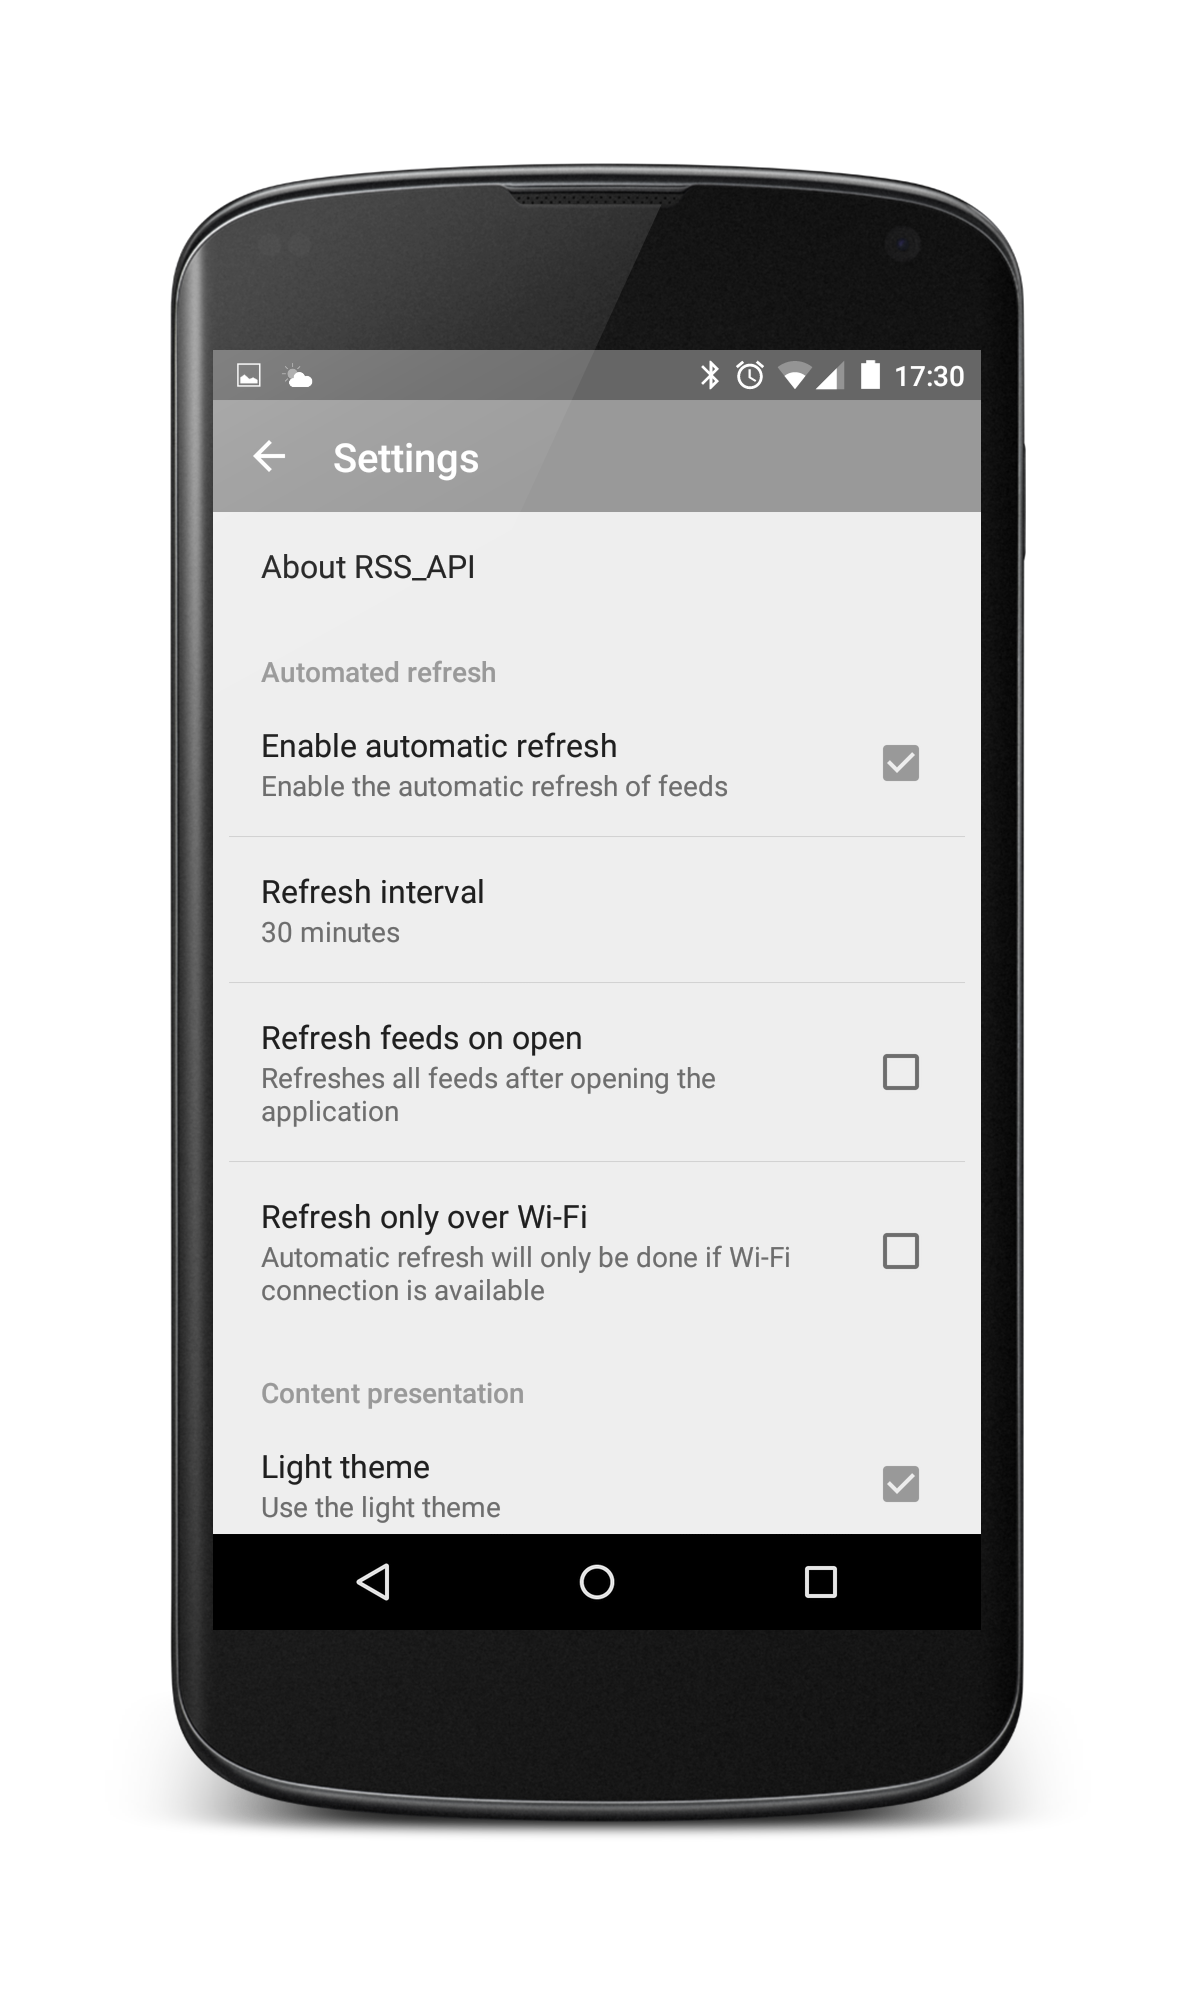 17:30
Settings
About RSS_API
Automated refresh
Enable automatic refresh
Enable the automatic refresh of feeds
Refresh interval
30 minutes
Refresh feeds on open
Refreshes all feeds after opening the
application
Refresh only over Wi-Fi
Automatic refresh will only be done if Wi-Fi
connection is available
Content presentation
Light theme
Use the light theme